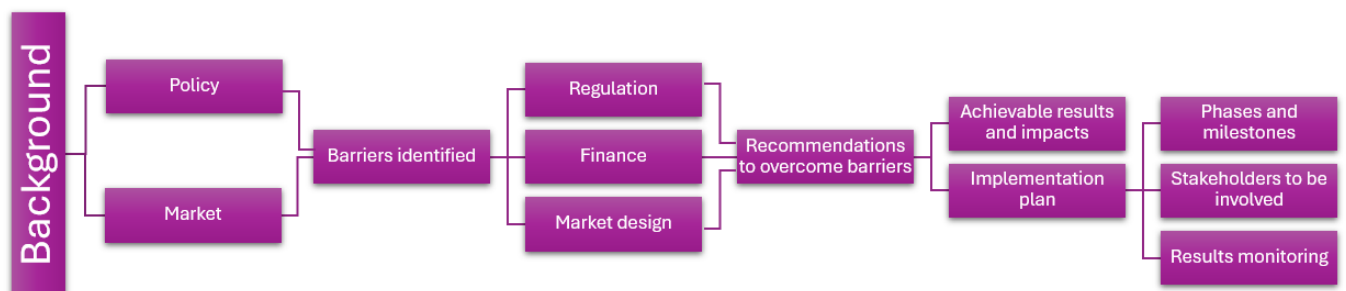 Background
Policy
Market
Barriers identified
Regulation
Finance
Market design
Recommendations
to overcome barriers
Achievable results
and impacts
Implementation
plan
Phases and
milestones
Stakeholders to be
involved
Results monitoring